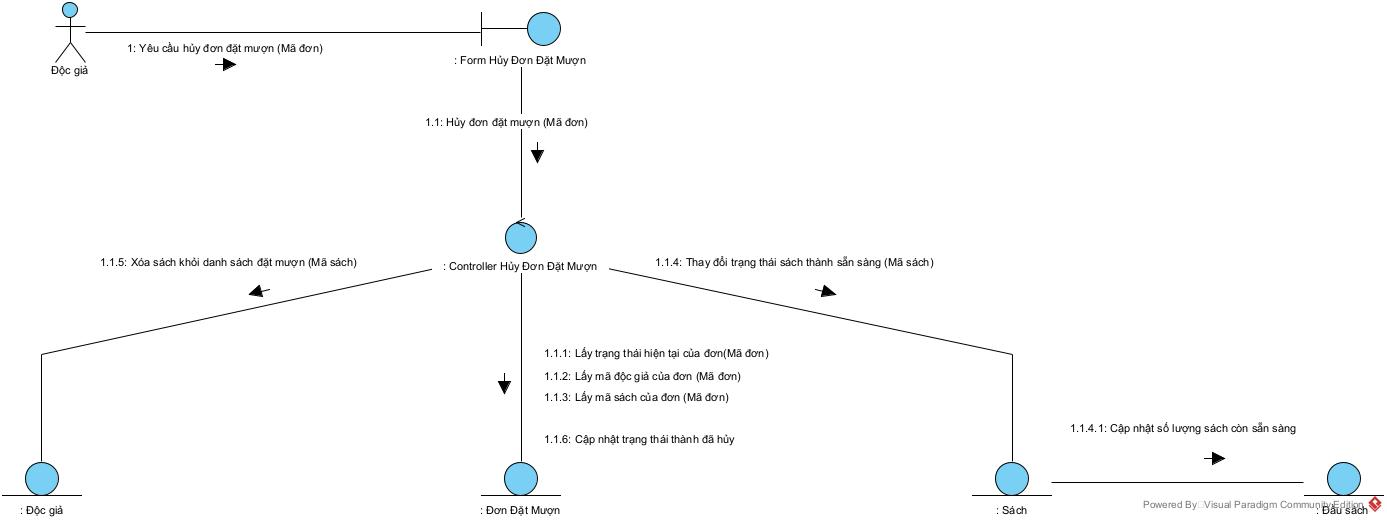 1: Yêu cầu hủy đơn đặt mượn (Mã đơn)
Độc giả
: Form Hủy Đơn Đặt Mượn
1.1: Hủy đơn đặt mượn (Mã đơn)
1.1.5: Xóa sách khỏi danh sách đặt mượn (Mã sách)
: Controller Hủy Đơn Đặt Mượn
1.1.4: Thay đổi trạng thái sách thành sẵn sàng (Mã sách)
1.1.1: Lấy trạng thái hiện tại của đơn(Mã đơn)
1.1.2: Lấy mã độc giả của đơn (Mã đơn)
1.1.3: Lấy mã sách của đơn (Mã đơn)
1.1.6: Cập nhật trạng thái thành đã hủy
1.1.4.1: Cập nhật số lượng sách còn sẵn sàng
: Độc giả
: Đơn Đặt Mượn
: Sách
: Đầu sách
Powered By Visual Paradigm Community Edition